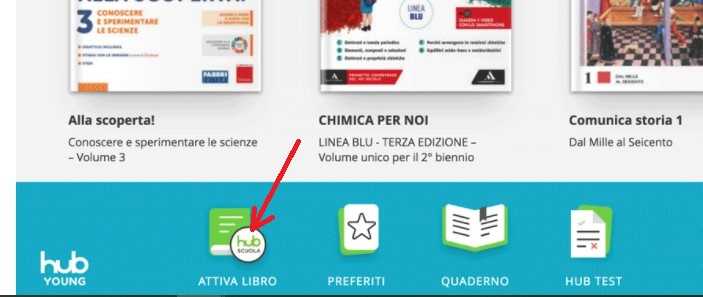 3 CONOSCERE
E SPERIMENTARE
LE SCIENZE
FABBRI
LINEA
BLU
1
DAL MILLE
AL SEICENTO
Alla scoperta!
Conoscere e sperimentare le scienze
– Volume 3
CHIMICA PER NOI
LINEA BLU - TERZA EDIZIONE –
Volume unico per il 2° biennio
Comunica storia 1
Dal Mille al Seicento
hub
YOUNG
hub
SCUOLA
ATTIVA LIBRO
PREFERITI
QUADERNO
HUB TEST